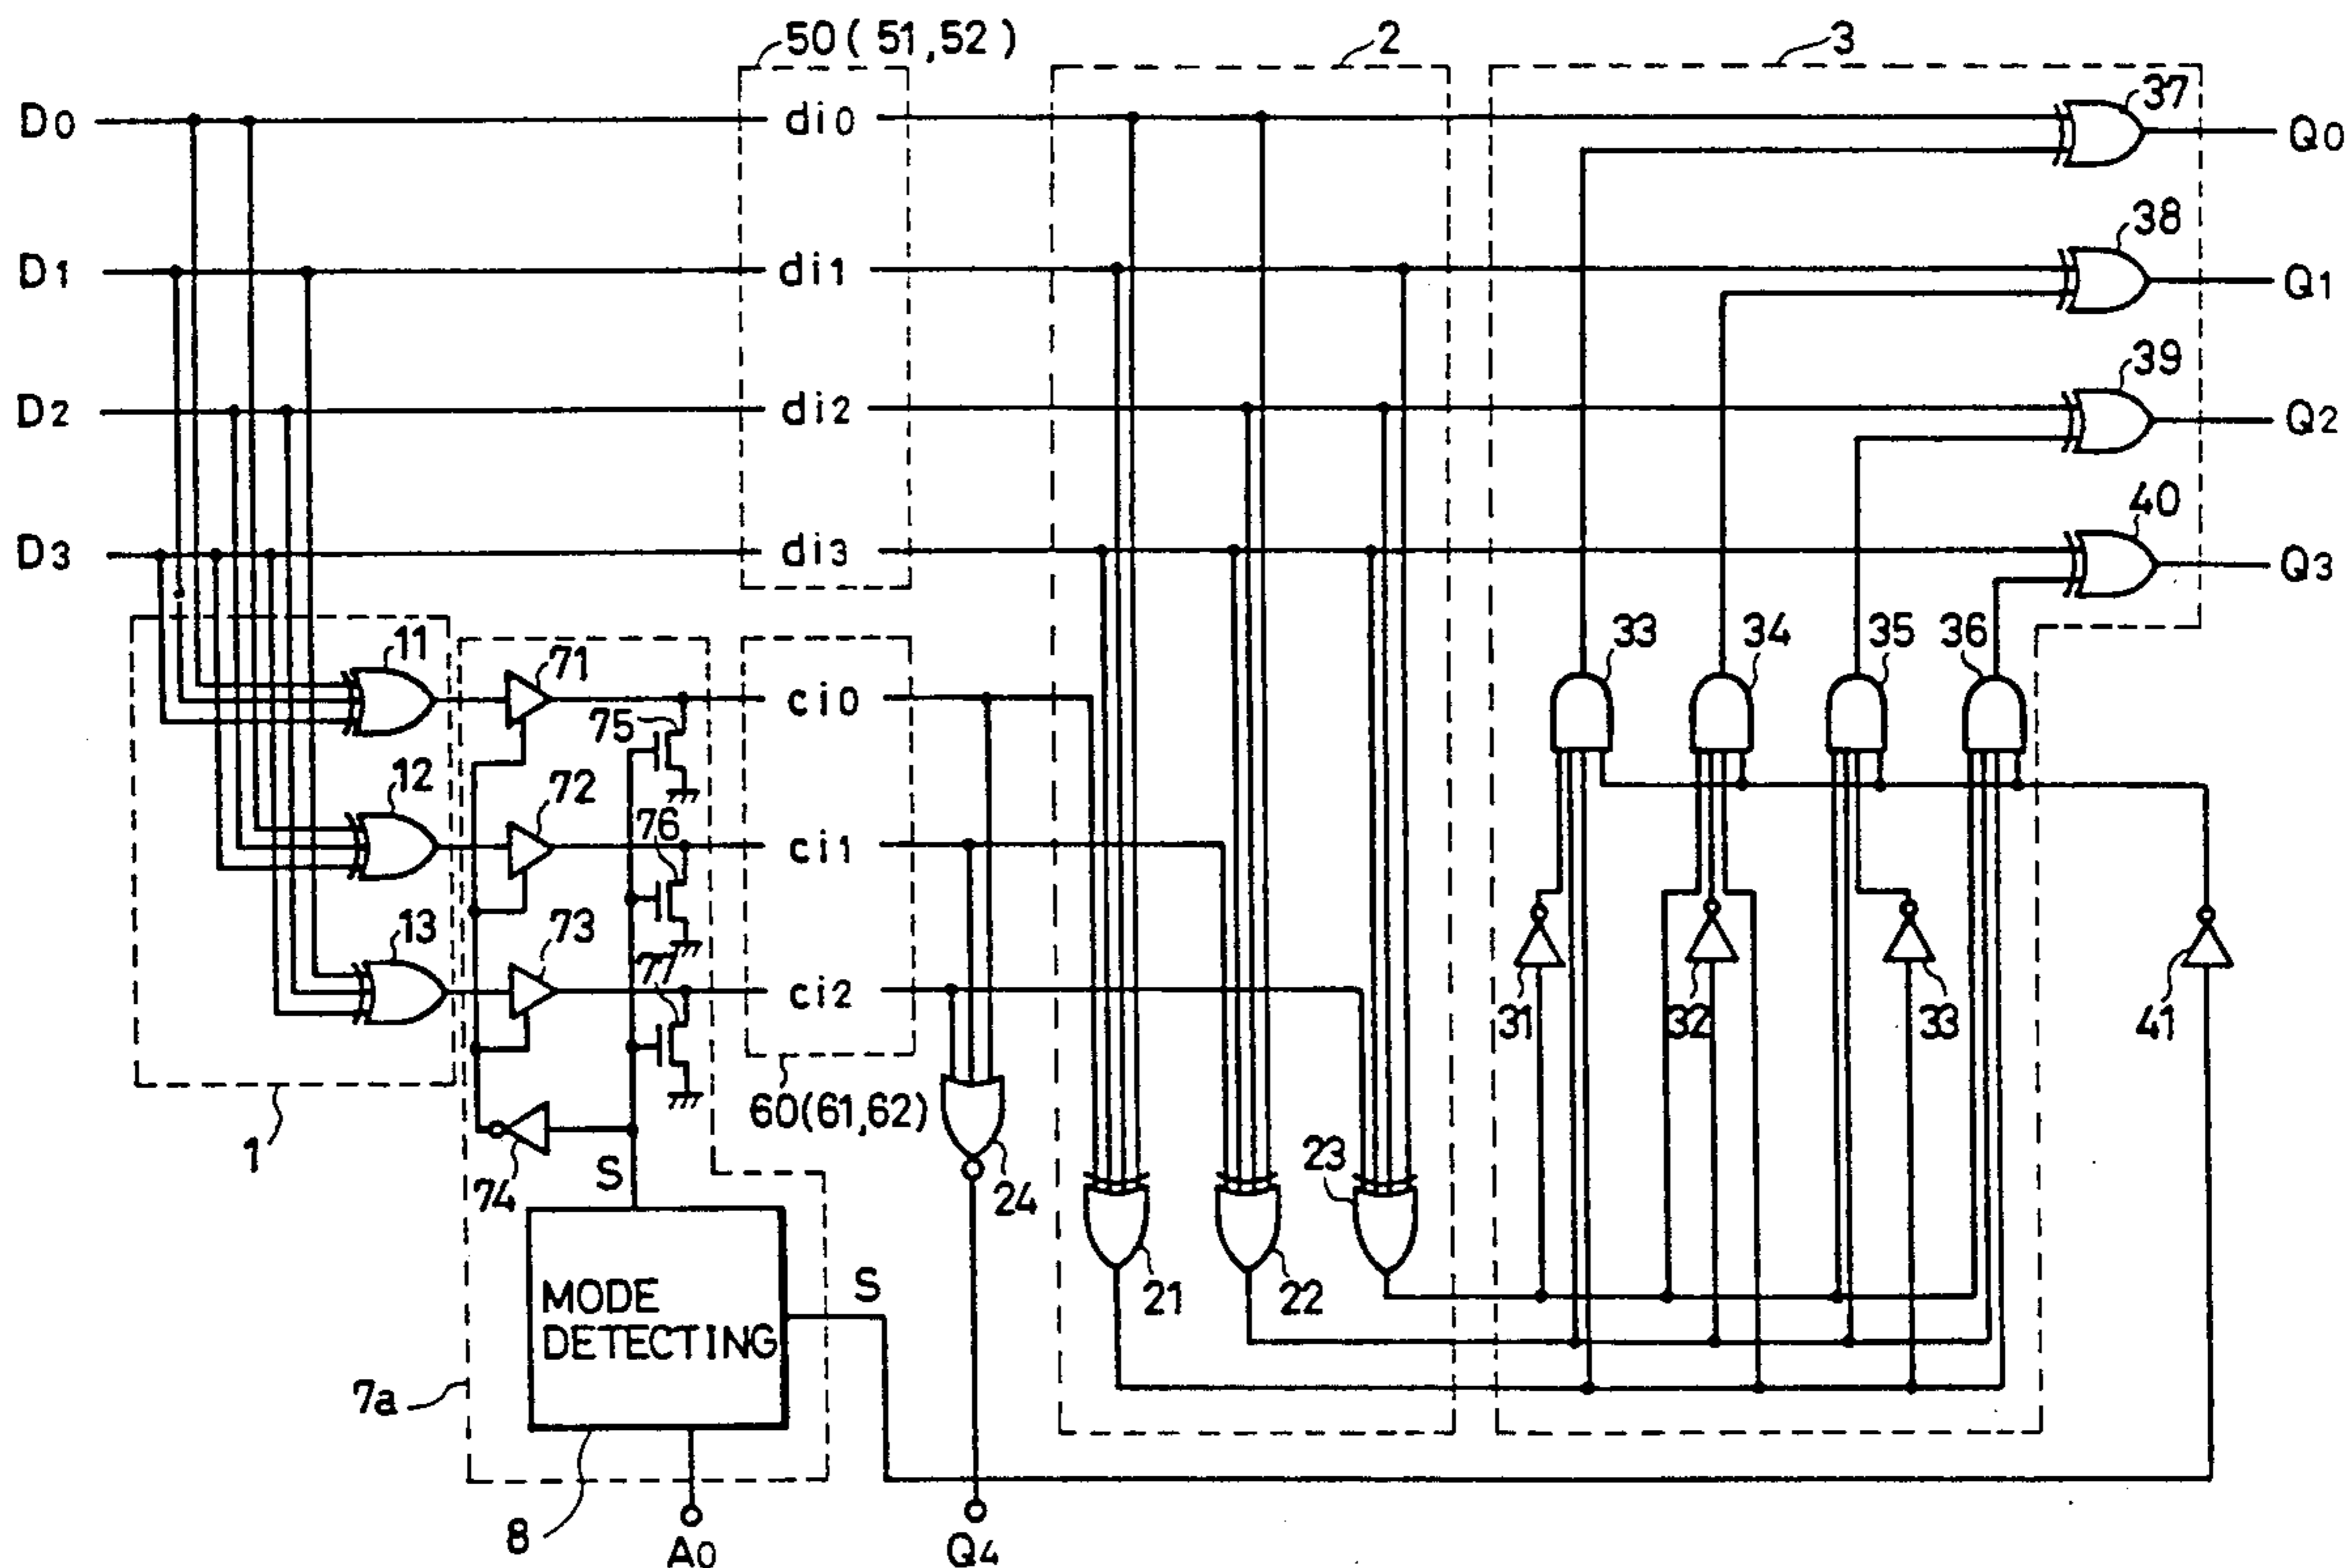 50(51,52)
2
3
D0
di0
37
Q0
D1
di1
38
Q1
D2
di2
39
Q2
D3
di3
40
Q3
11
71
75
ci0
33
34
35
36
12
72
76
ci1
13
73
77
ci2
31
32
33
41
1
60(61,62)
74
S
24
23
21
22
MODE
DETECTING
S
7a
8
A0
Q4